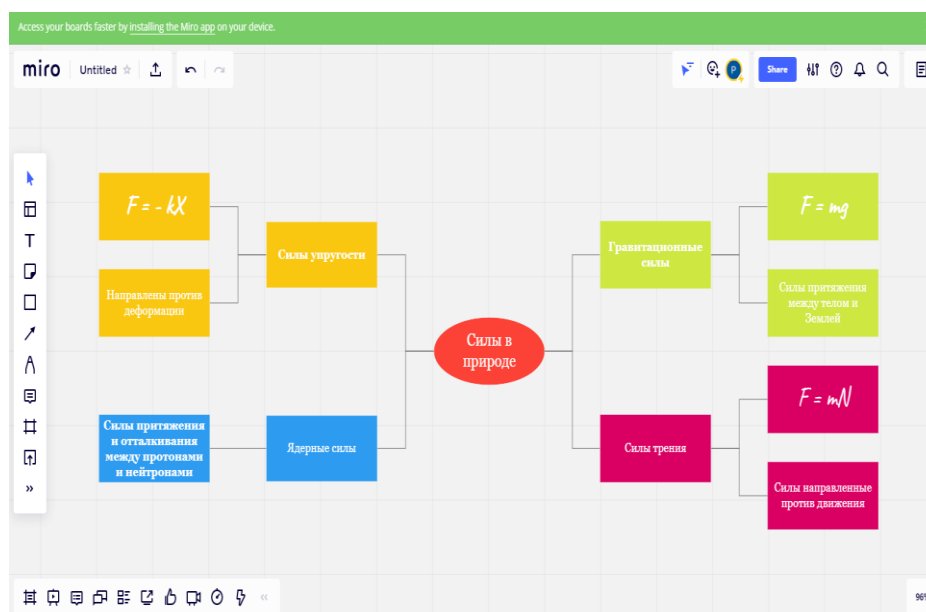 Access your boards faster by installing the Miro app on your device.
miro Untitled
P Share
F = - kX
Силы упругости
Направлены против
деформации
Гравитационные
силы
F = mg
Силы притяжения
между телом и
Землей
Силы в
природе
Силы притяжения
и отталкивания
между протонами
и нейтронами
Ядерные силы
Силы трения
F = mN
Силы направленные
против движения
96%